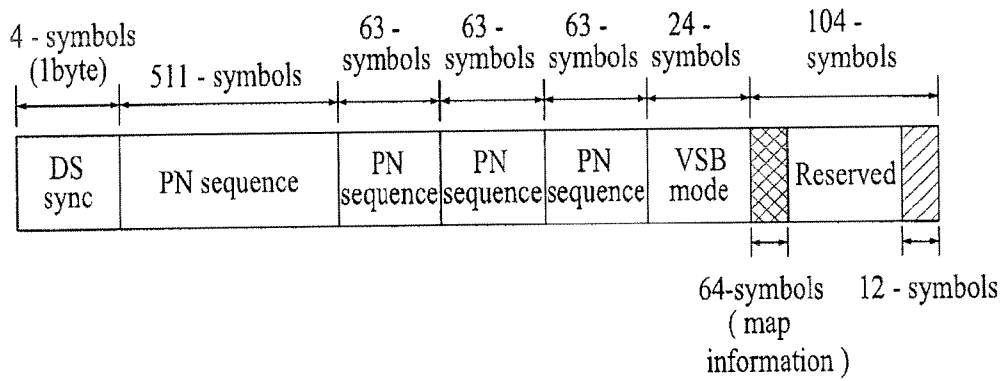 4 - symbols
(1byte)
511 - symbols
63 -
symbols
63 -
symbols
63 -
symbols
24 -
symbols
104-
symbols
DS
sync
PN sequence
PN
sequence
PN
sequence
PN
sequence
VSB
mode
Reserved
64-symbols
( map
information )
12 - symbols